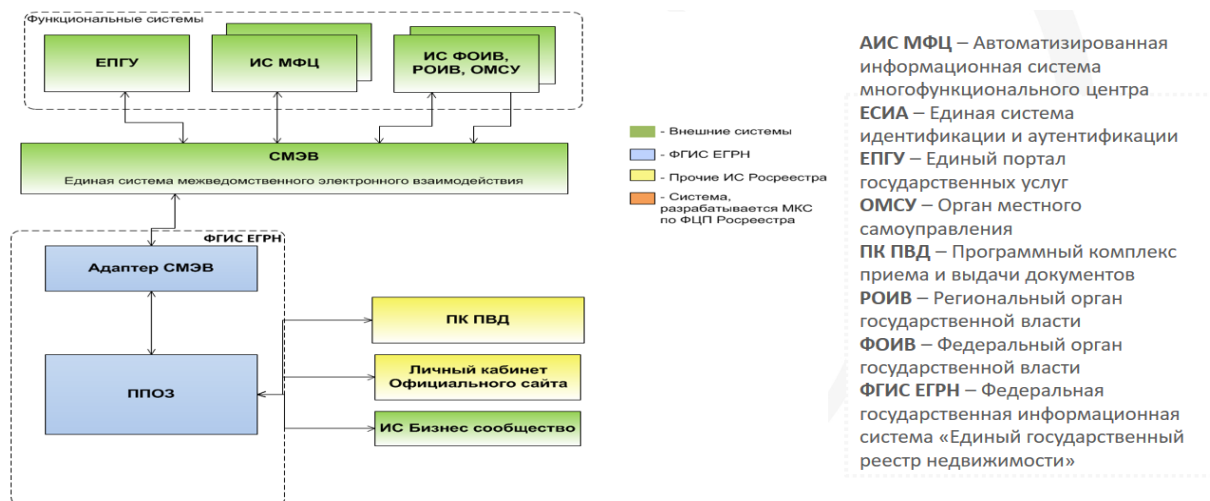 Функциональные системы
ЕПГУ
ИС МФЦ
ИС ФОИВ,
РОИВ, ОМСУ
СМЭВ
Единая система межведомственного электронного взаимодействия
ФГИС ЕГРН
Адаптер СМЭВ
ППОЗ
ПК ПВД
Личный кабинет
Официального сайта
ИС Бизнес сообщество
- Внешние системы
- ФГИС ЕГРН
- Прочие ИС Росреестра
- Система,
разрабатывается МКС
по ФЦП Росреестра
АИС МФЦ – Автоматизированная
информационная система
многофункционального центра
ЕСИА – Единая система
идентификации и аутентификации
ЕПГУ – Единый портал
государственных услуг
ОМСУ – Орган местного
самоуправления
ПК ПВД – Программный комплекс
приема и выдачи документов
РОИВ – Региональный орган
государственной власти
ФОИВ – Федеральный орган
государственной власти
ФГИС ЕГРН – Федеральная
государственная информационная
система «Единый государственный
реестр недвижимости»